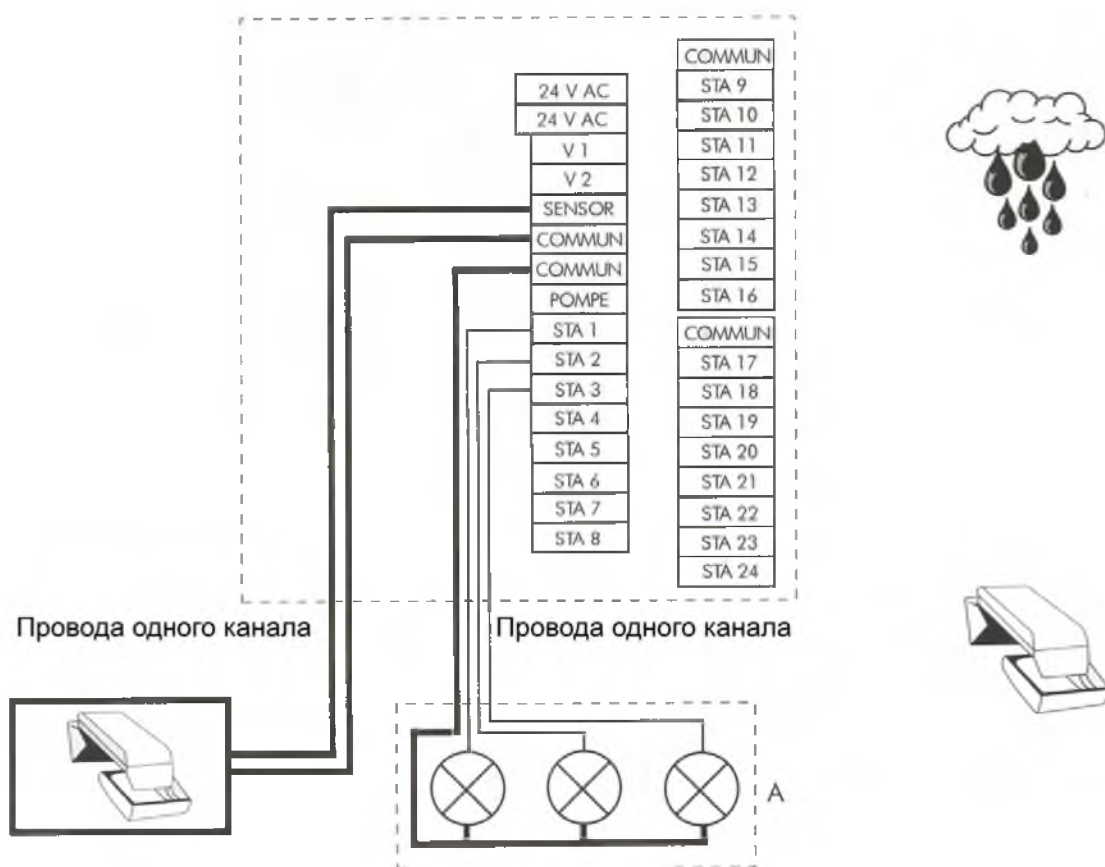 24 V AC
24 V AC
V 1
V 2
SENSOR
COMMUN
COMMUN
POMPE
STA 1
STA 2
STA 3
STA 4
STA 5
STA 6
STA 7
STA 8
COMMUN
STA 9
STA 10
STA 11
STA 12
STA 13
STA 14
STA 15
STA 16
COMMUN
STA 17
STA 18
STA 19
STA 20
STA 21
STA 22
STA 23
STA 24
Провода одного канала
Провода одного канала
A